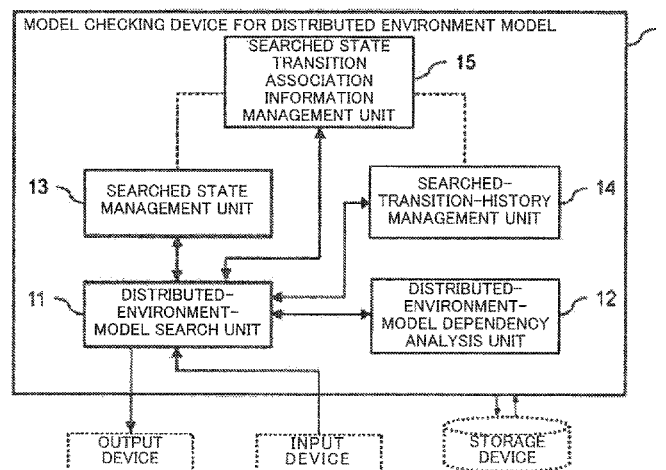 MODEL CHECKING DEVICE FOR DISTRIBUTED ENVIRONMENT MODEL
SEARCHED STATE
TRANSITION
ASSOCIATION
INFORMATION
MANAGEMENT UNIT
15
13
SEARCHED STATE
MANAGEMENT UNIT
SEARCHED-
TRANSITION-HISTORY
MANAGEMENT UNIT
14
11
DISTRIBUTED-
ENVIRONMENT-
MODEL SEARCH UNIT
DISTRIBUTED-
ENVIRONMENT-
MODEL DEPENDENCY
ANALYSIS UNIT
12
OUTPUT
DEVICE
INPUT
DEVICE
STORAGE
DEVICE